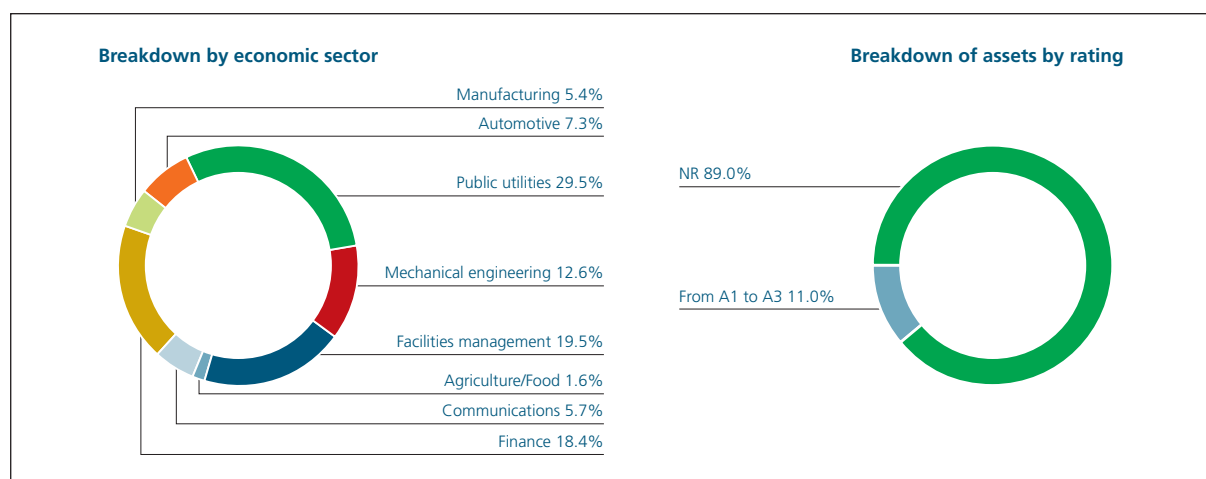 Breakdown by economic sector
Manufacturing 5.4%
Automotive 7.3%
Public utilities 29.5%
Mechanical engineering 12.6%
Facilities management 19.5%
Agriculture/Food 1.6%
Communications 5.7%
Finance 18.4%
Breakdown of assets by rating
NR 89.0%
From A1 to A3 11.0%